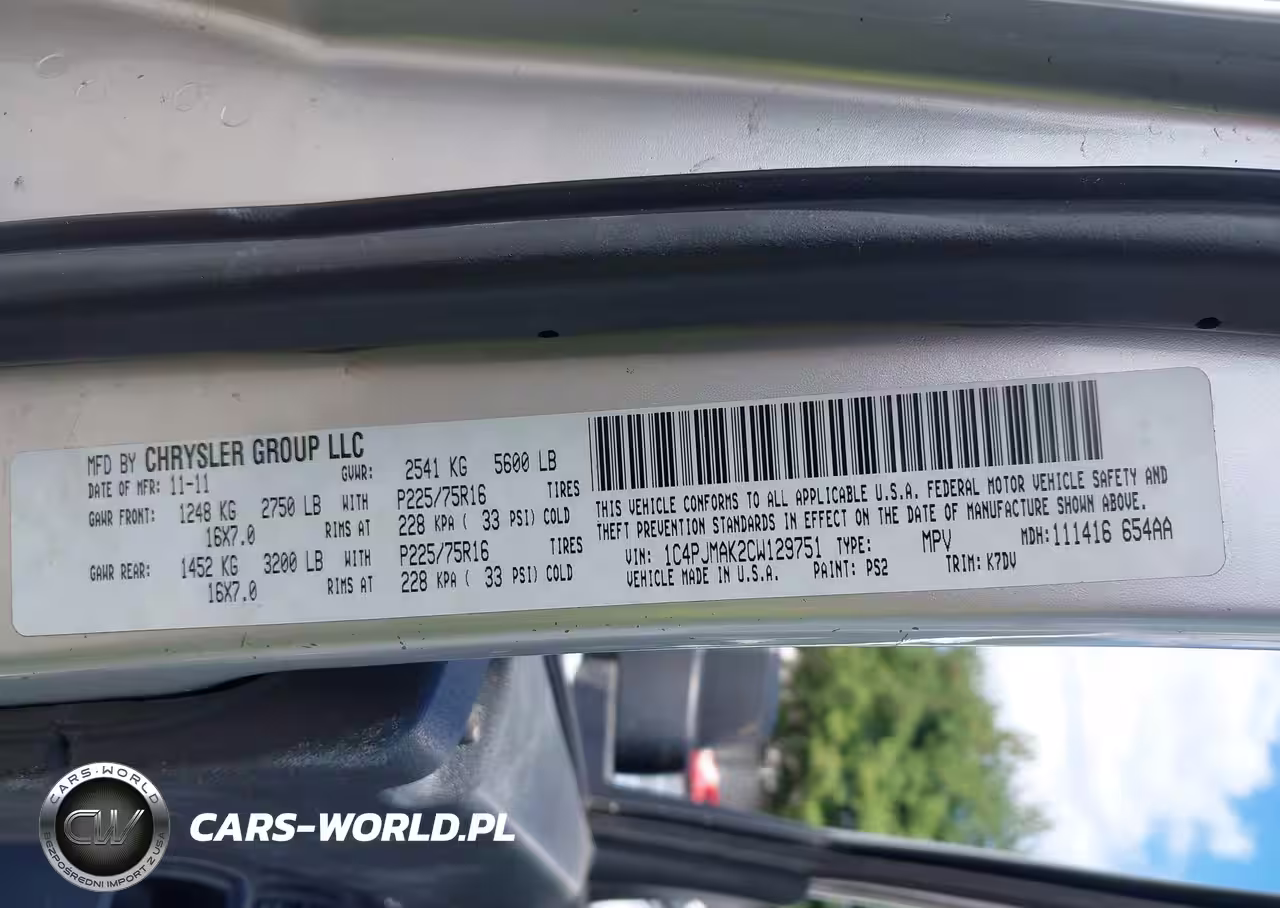 MFD BY CHRYSLER GROUP LLC
DATE OF MFR: 11-11 GVWR: 2541 KG 5600 LB
GAWR FRONT: 1248 KG 2750 LB WITH P225/75R16 TIRES
16X7.0 RIMS AT 228 KPA ( 33 PSI) COLD
GAWR REAR: 1452 KG 3200 LB WITH P225/75R16 TIRES
16X7.0 RIMS AT 228 KPA ( 33 PSI) COLD
THIS VEHICLE CONFORMS TO ALL APPLICABLE U.S.A. FEDERAL MOTOR VEHICLE SAFETY AND
THEFT PREVENTION STANDARDS IN EFFECT ON THE DATE OF MANUFACTURE SHOWN ABOVE.
VIN: 1C4PJMAK2CW129751 TYPE: MPV MDH:111416 654AA
VEHICLE MADE IN U.S.A. PAINT: PS2 TRIM: K7DV
CARS-WORLD
CW
BEZPOŚREDNI IMPORT Z USA
CARS-WORLD.PL